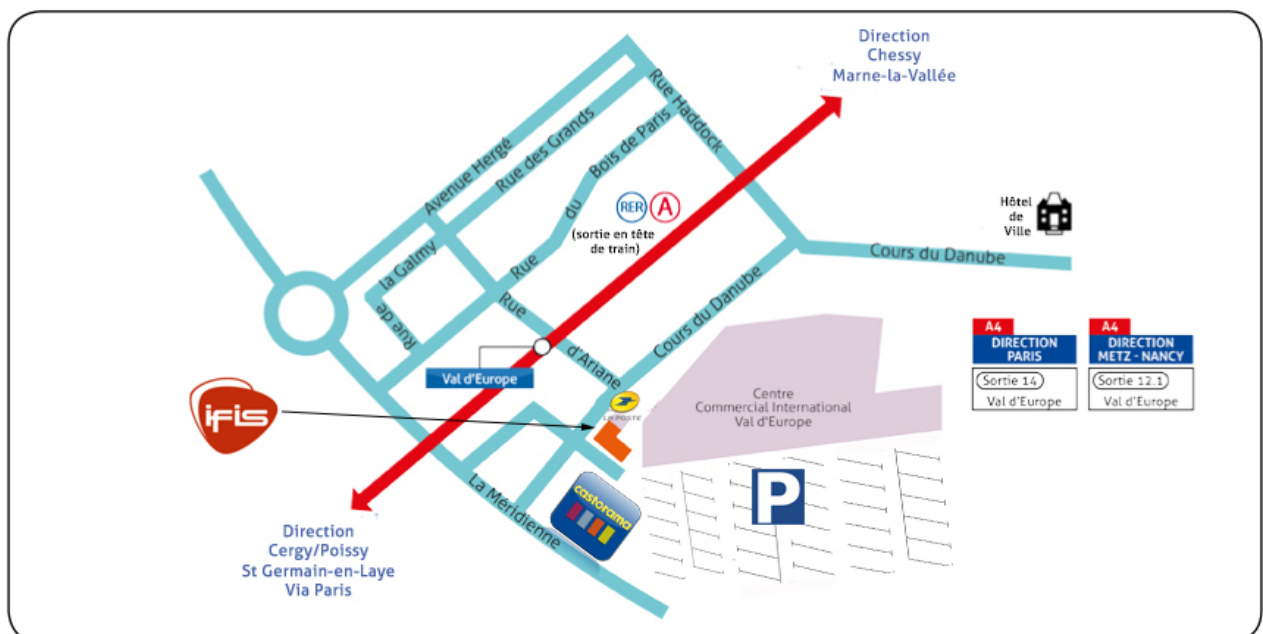 Direction
Chessy
Marne-la-Vallée
Rue Haddock
Avenue Hergé
Rue des Grands
Bois de Paris
du
Rue
RER A
(sortie en tête
de train)
Hôtel
de
Ville
Cours du Danube
la Galmy
Rue de
Rue
d'Ariane
Cours du Danube
Val d'Europe
A4
DIRECTION
PARIS
Sortie 14
Val d'Europe
A4
DIRECTION
METZ - NANCY
Sortie 12.1
Val d'Europe
ifis
LA POSTE
Centre
Commercial International
Val d'Europe
P
castorama
La Méridienne
Direction
Cergy/Poissy
St Germain-en-Laye
Via Paris